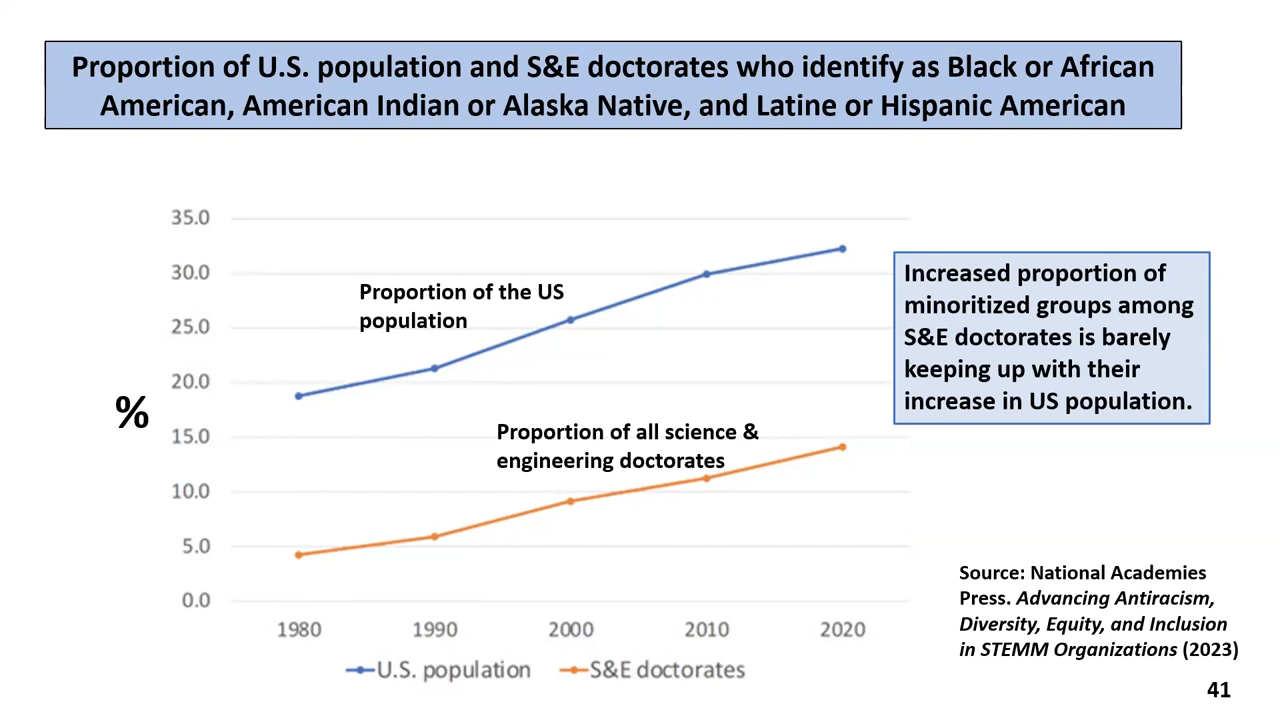 Proportion of U.S. population and S&E doctorates who identify as Black or African
American, American Indian or Alaska Native, and Latine or Hispanic American
35.0
30.0
25.0
20.0
15.0
10.0
5.0
0.0
%
Proportion of the US
population
Proportion of all science &
engineering doctorates
1980 1990 2000 2010 2020
U.S. population S&E doctorates
Increased proportion of
minoritized groups among
S&E doctorates is barely
keeping up with their
increase in US population.
Source: National Academies
Press. Advancing Antiracism,
Diversity, Equity, and Inclusion
in STEMM Organizations (2023)
41